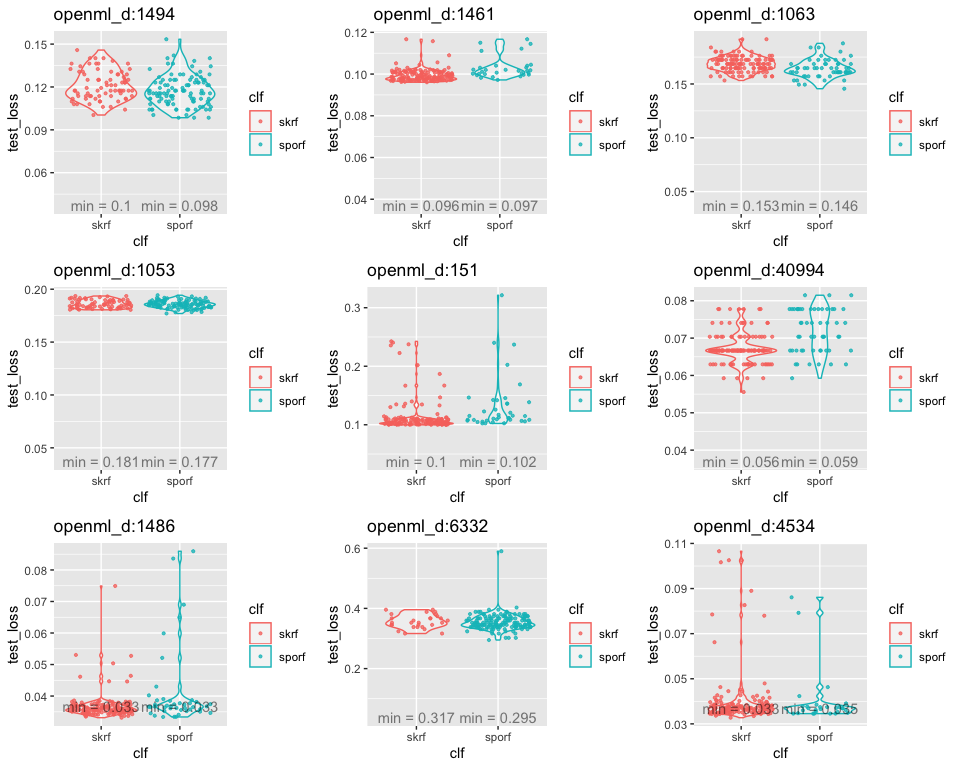 openml_d:1494
test_loss
0.15
0.12
0.09
0.06
min = 0.1 min = 0.098
skrf sporf
clf
clf
skrf
sporf
openml_d:1461
test_loss
0.12
0.10
0.08
0.06
0.04
min = 0.096 min = 0.097
skrf sporf
clf
clf
skrf
sporf
openml_d:1063
test_loss
0.15
0.10
0.05
min = 0.153 min = 0.146
skrf sporf
clf
clf
skrf
sporf
openml_d:1053
test_loss
0.20
0.15
0.10
0.05
min = 0.181 min = 0.177
skrf sporf
clf
clf
skrf
sporf
openml_d:151
test_loss
0.3
0.2
0.1
min = 0.1 min = 0.102
skrf sporf
clf
clf
skrf
sporf
openml_d:40994
test_loss
0.08
0.07
0.06
0.05
0.04
min = 0.056 min = 0.059
skrf sporf
clf
clf
skrf
sporf
openml_d:1486
test_loss
0.08
0.07
0.06
0.05
0.04
min = 0.033 min = 0.033
skrf sporf
clf
clf
skrf
sporf
openml_d:6332
test_loss
0.6
0.4
0.2
min = 0.317 min = 0.295
skrf sporf
clf
clf
skrf
sporf
openml_d:4534
test_loss
0.11
0.09
0.07
0.05
0.03
min = 0.033 min = 0.035
skrf sporf
clf
clf
skrf
sporf